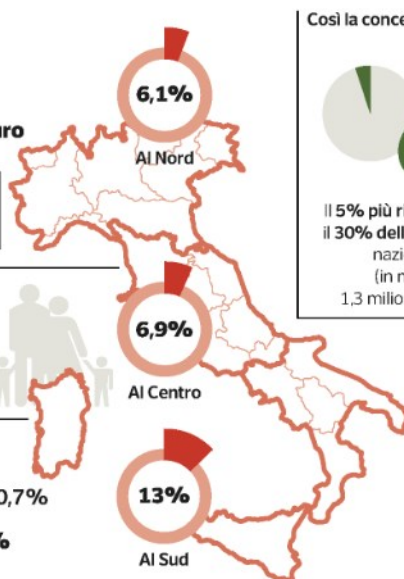 Così la conce
6,1%
uro
Al Nord
Il 5% più ri
il 30% dell
nazi
(in m
1,3 milio
6,9%
Al Centro
0,7%
13%
%
Al Sud